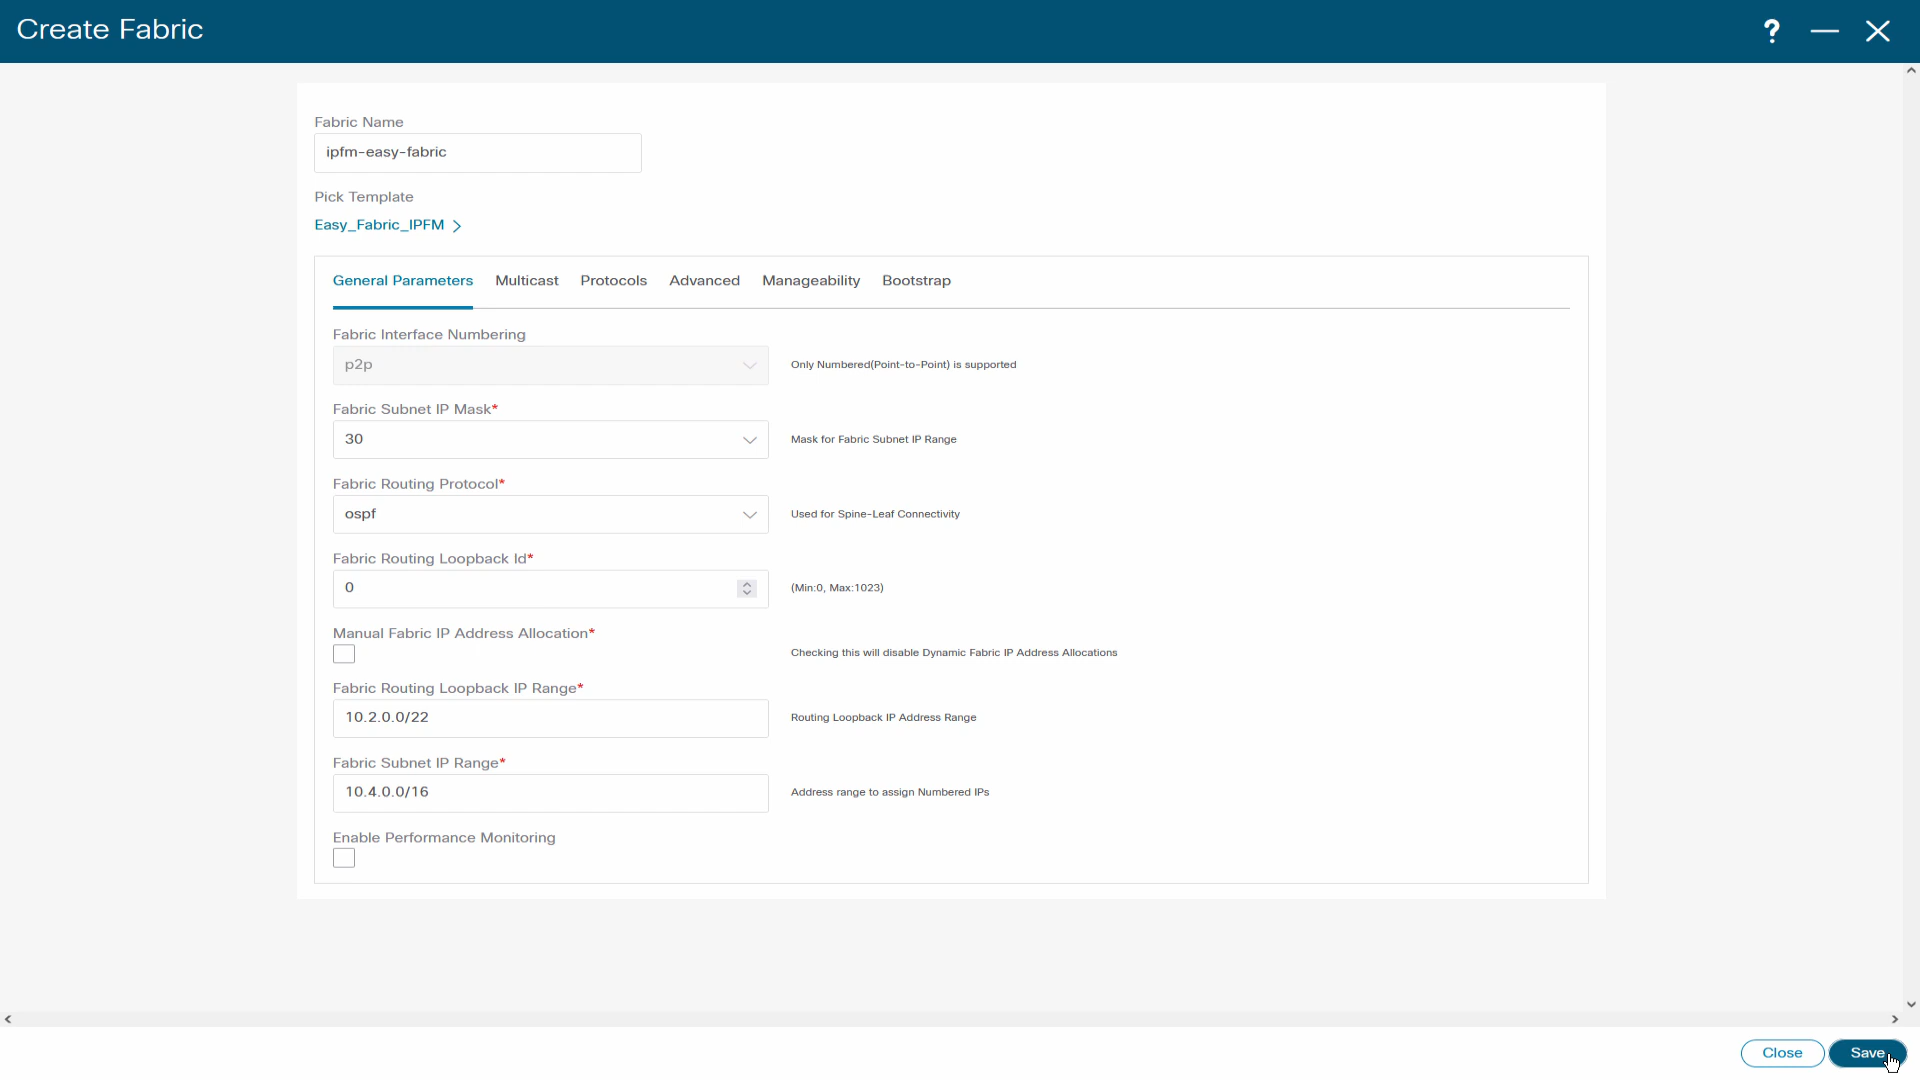 Create Fabric
?
Fabric Name
ipfm-easy-fabric
Pick Template
Easy_Fabric_IPFM
General Parameters Multicast Protocols Advanced Manageability Bootstrap
Fabric Interface Numbering
p2p
Only Numbered(Point-to-Point) is supported
Fabric Subnet IP Mask*
30
Mask for Fabric Subnet IP Range
Fabric Routing Protocol*
ospf
Used for Spine-Leaf Connectivity
Fabric Routing Loopback Id*
0
(Min:0, Max:1023)
Manual Fabric IP Address Allocation*
Checking this will disable Dynamic Fabric IP Address Allocations
Fabric Routing Loopback IP Range*
10.2.0.0/22
Routing Loopback IP Address Range
Fabric Subnet IP Range*
10.4.0.0/16
Address range to assign Numbered IPs
Enable Performance Monitoring
Close Save